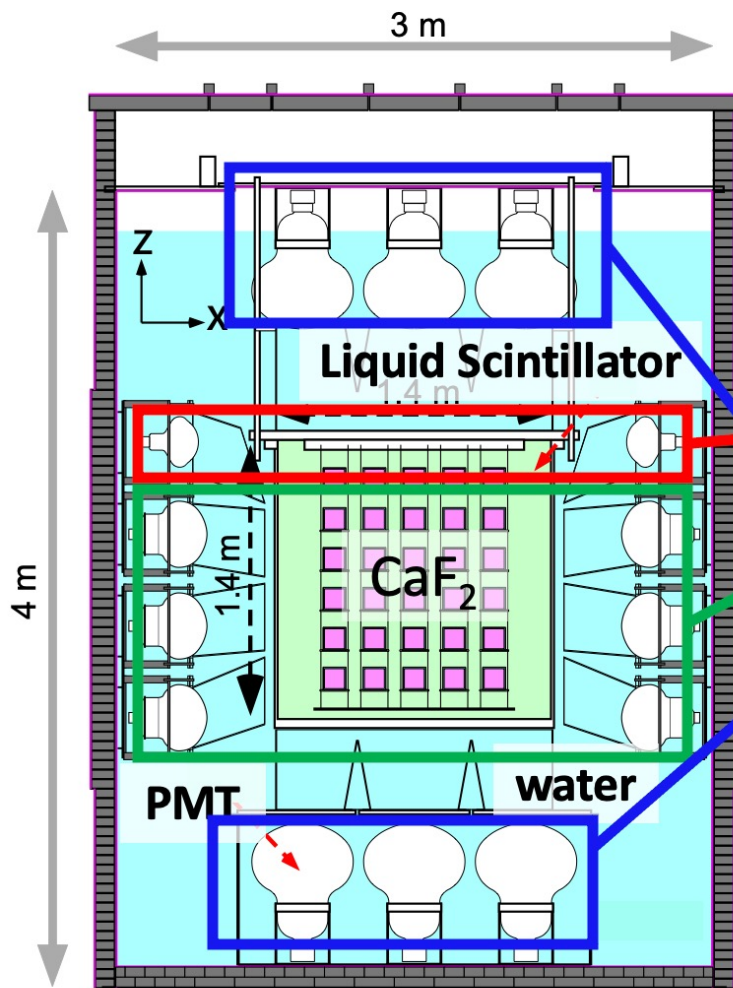 3 m
Z
X
Liquid Scintillator
1.4 m
4 m
1.4 m
CaF₂
PMT
water